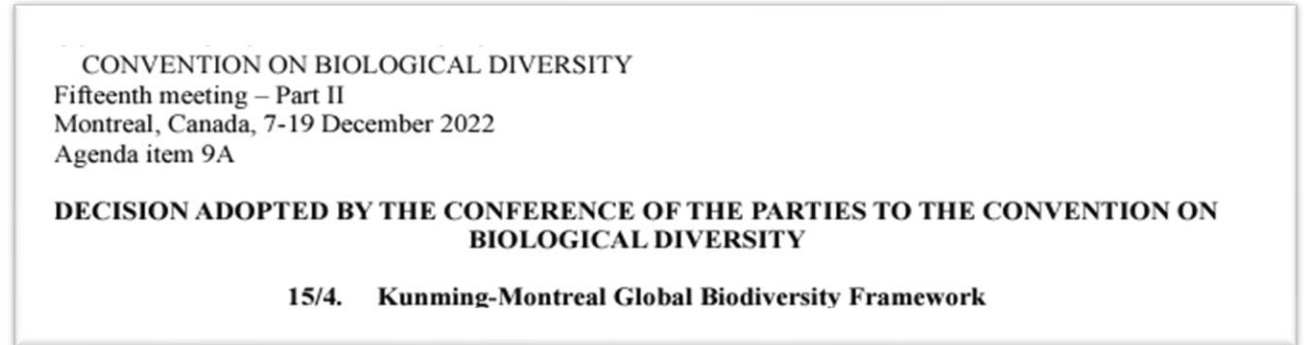 CONVENTION ON BIOLOGICAL DIVERSITY
Fifteenth meeting – Part II
Montreal, Canada, 7-19 December 2022
Agenda item 9A
DECISION ADOPTED BY THE CONFERENCE OF THE PARTIES TO THE CONVENTION ON
BIOLOGICAL DIVERSITY
15/4. Kunming-Montreal Global Biodiversity Framework